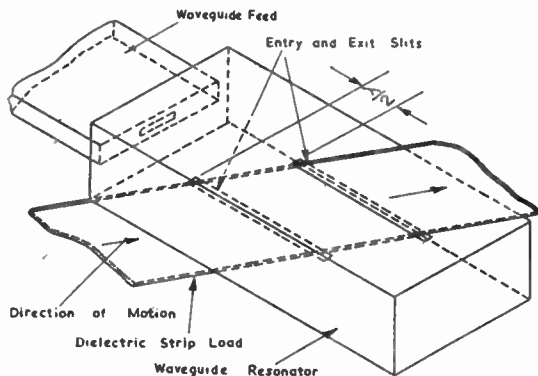 Waveguide Feed
Entry and Exit Slits
λ/2
Direction of Motion
Dielectric Strip Load
Waveguide Resonator